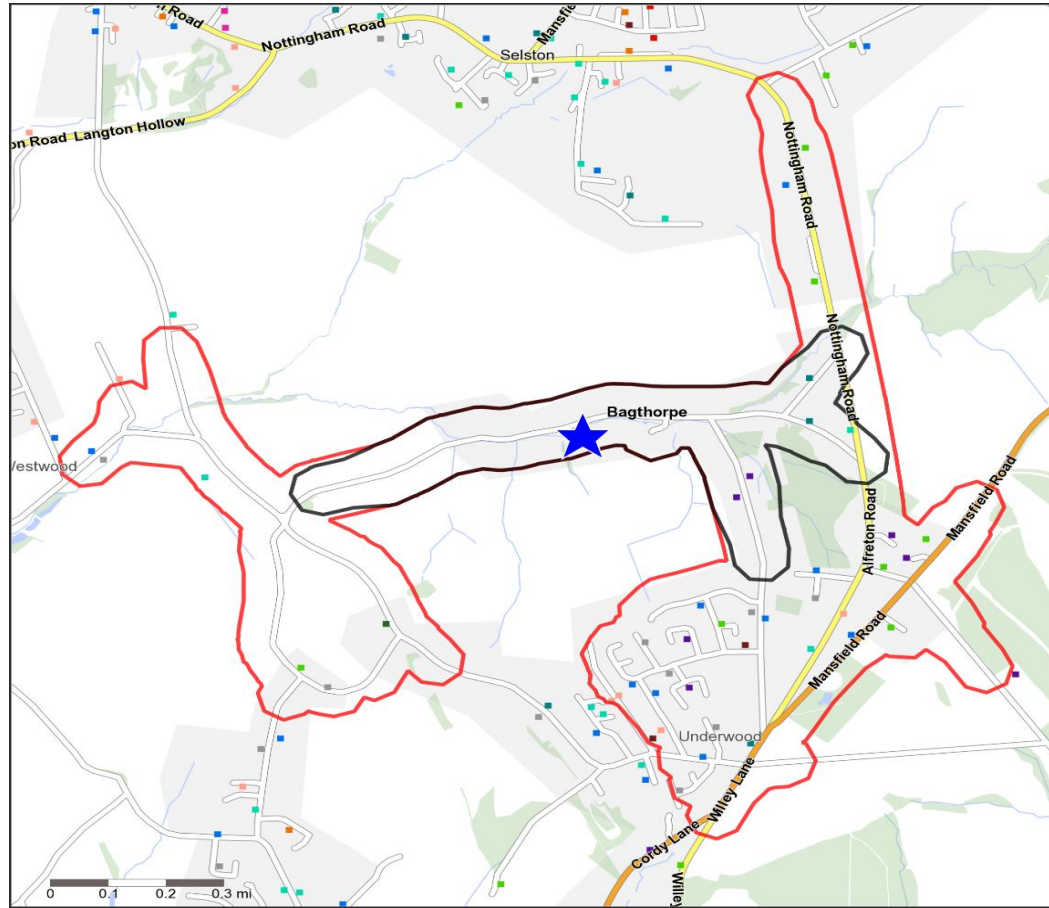 n Road
Nottingham Road
Mansfie
Selston
on Road Langton Hollow
Nottingham Road
Nottingham Road
Bagthorpe
Westwood
Mansfield Road
Alfreton Road
Mansfield Road
Underwood
Willey Lane
Cordy Lane
Willey
0 0.1 0.2 0.3 mi